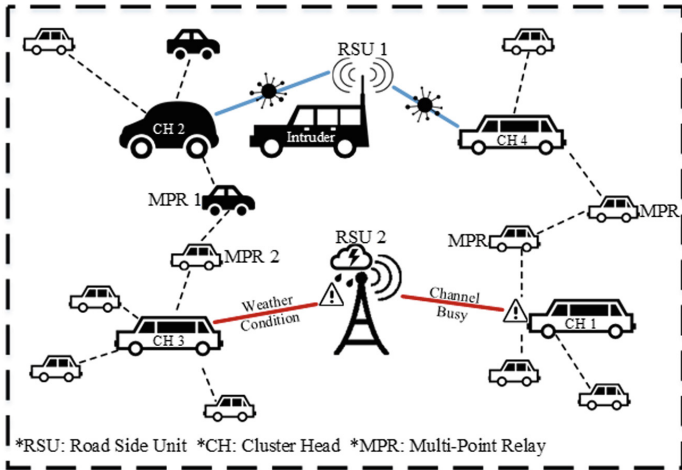 RSU 1
CH 2
Intruder
CH 4
MPR 1
MPR
MPR
RSU 2
MPR 2
Weather
Condition
Channel
Busy
CH 3
CH 1
*RSU: Road Side Unit *CH: Cluster Head *MPR: Multi-Point Relay